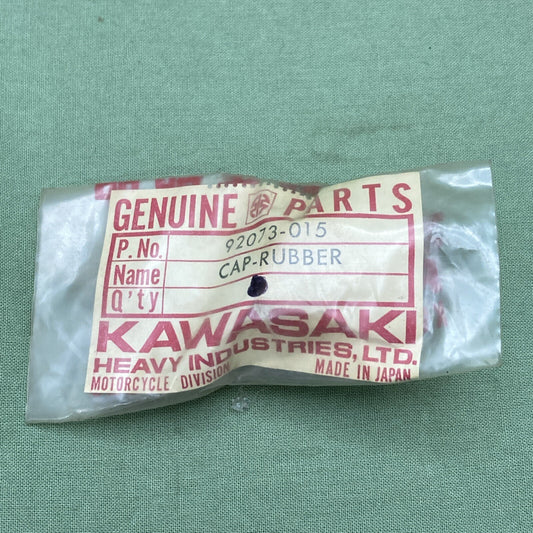 GENUINE PARTS
P. No. 92073-015
Name CAP-RUBBER
Q'ty
KAWASAKI
HEAVY INDUSTRIES, LTD.
MOTORCYCLE DIVISION MADE IN JAPAN